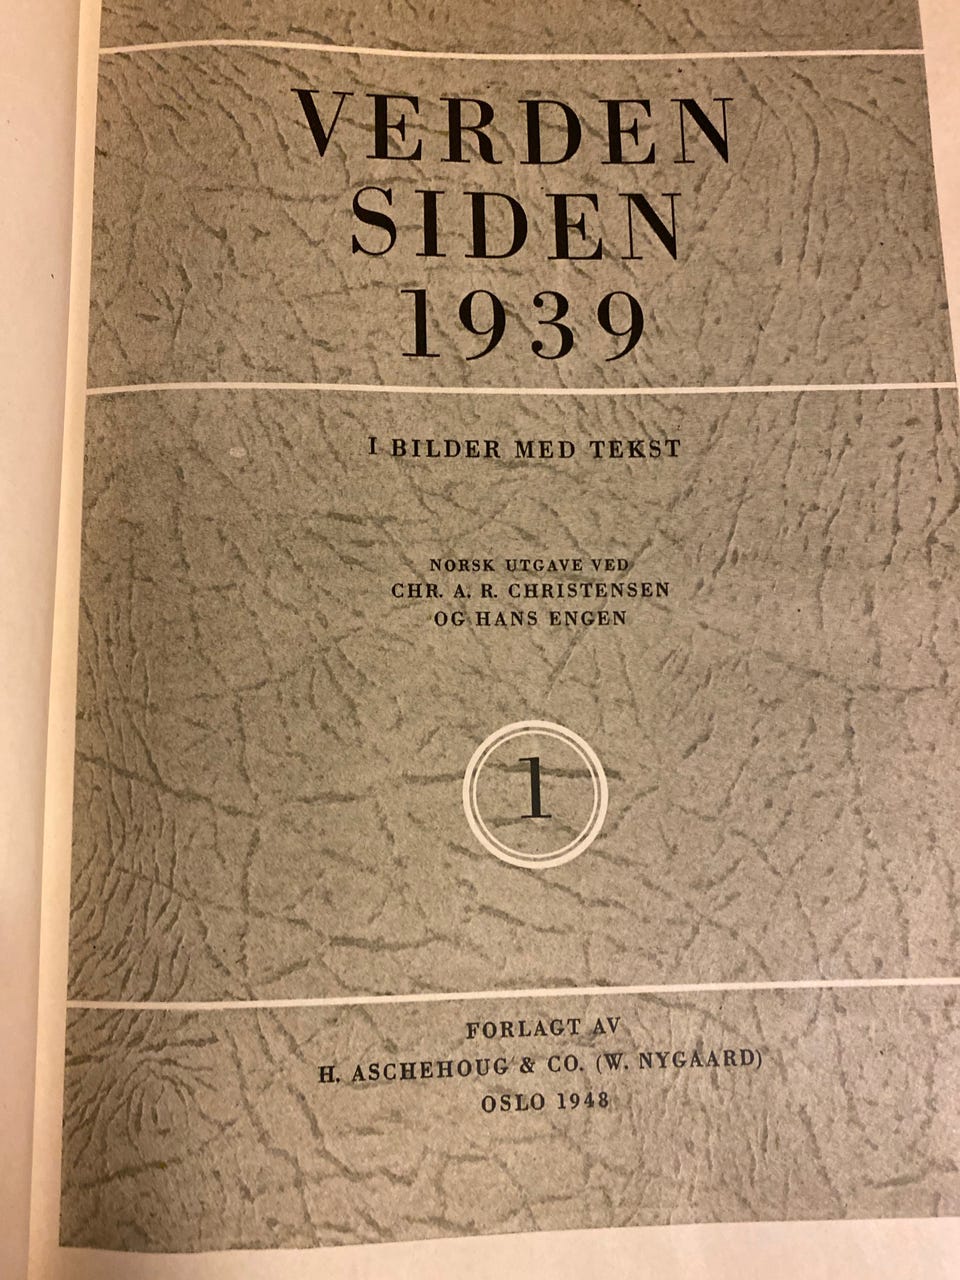 VERDEN
SIDEN
1939
I BILDER MED TEKST
NORSK UTGAVE VED
CHR. A. R. CHRISTENSEN
OG HANS ENGEN
1
FORLAGT AV
H. ASCHEHOUG & CO. (W. NYGAARD)
OSLO 1948